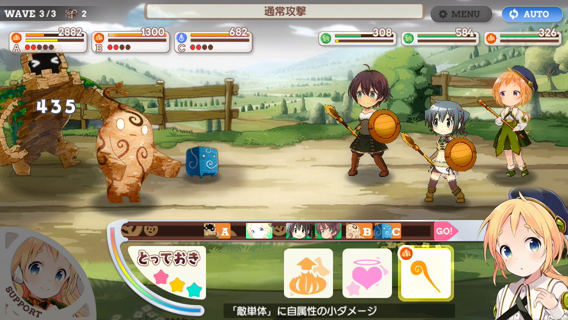 WAVE 3/3 2
通常攻撃
MENU
AUTO
A 2882
B 1300
C 682
308
584
326
435
A
B C
GO!
とっておき
SUPPORT
「敵単体」に自属性の小ダメージ